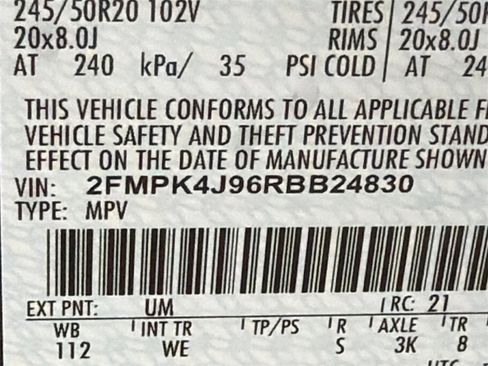 245/50R20 102V TIRES 245/50R
20x8.0J RIMS 20x8.0J
AT 240 kPa/ 35 PSI COLD AT 24
THIS VEHICLE CONFORMS TO ALL APPLICABLE F
VEHICLE SAFETY AND THEFT PREVENTION STAND
EFFECT ON THE DATE OF MANUFACTURE SHOWN
VIN: 2FMPK4J96RBB24830
TYPE: MPV
EXT PNT: UM RC: 21
WB INT TR TP/PS R AXLE TR
112 WE S 3K 8